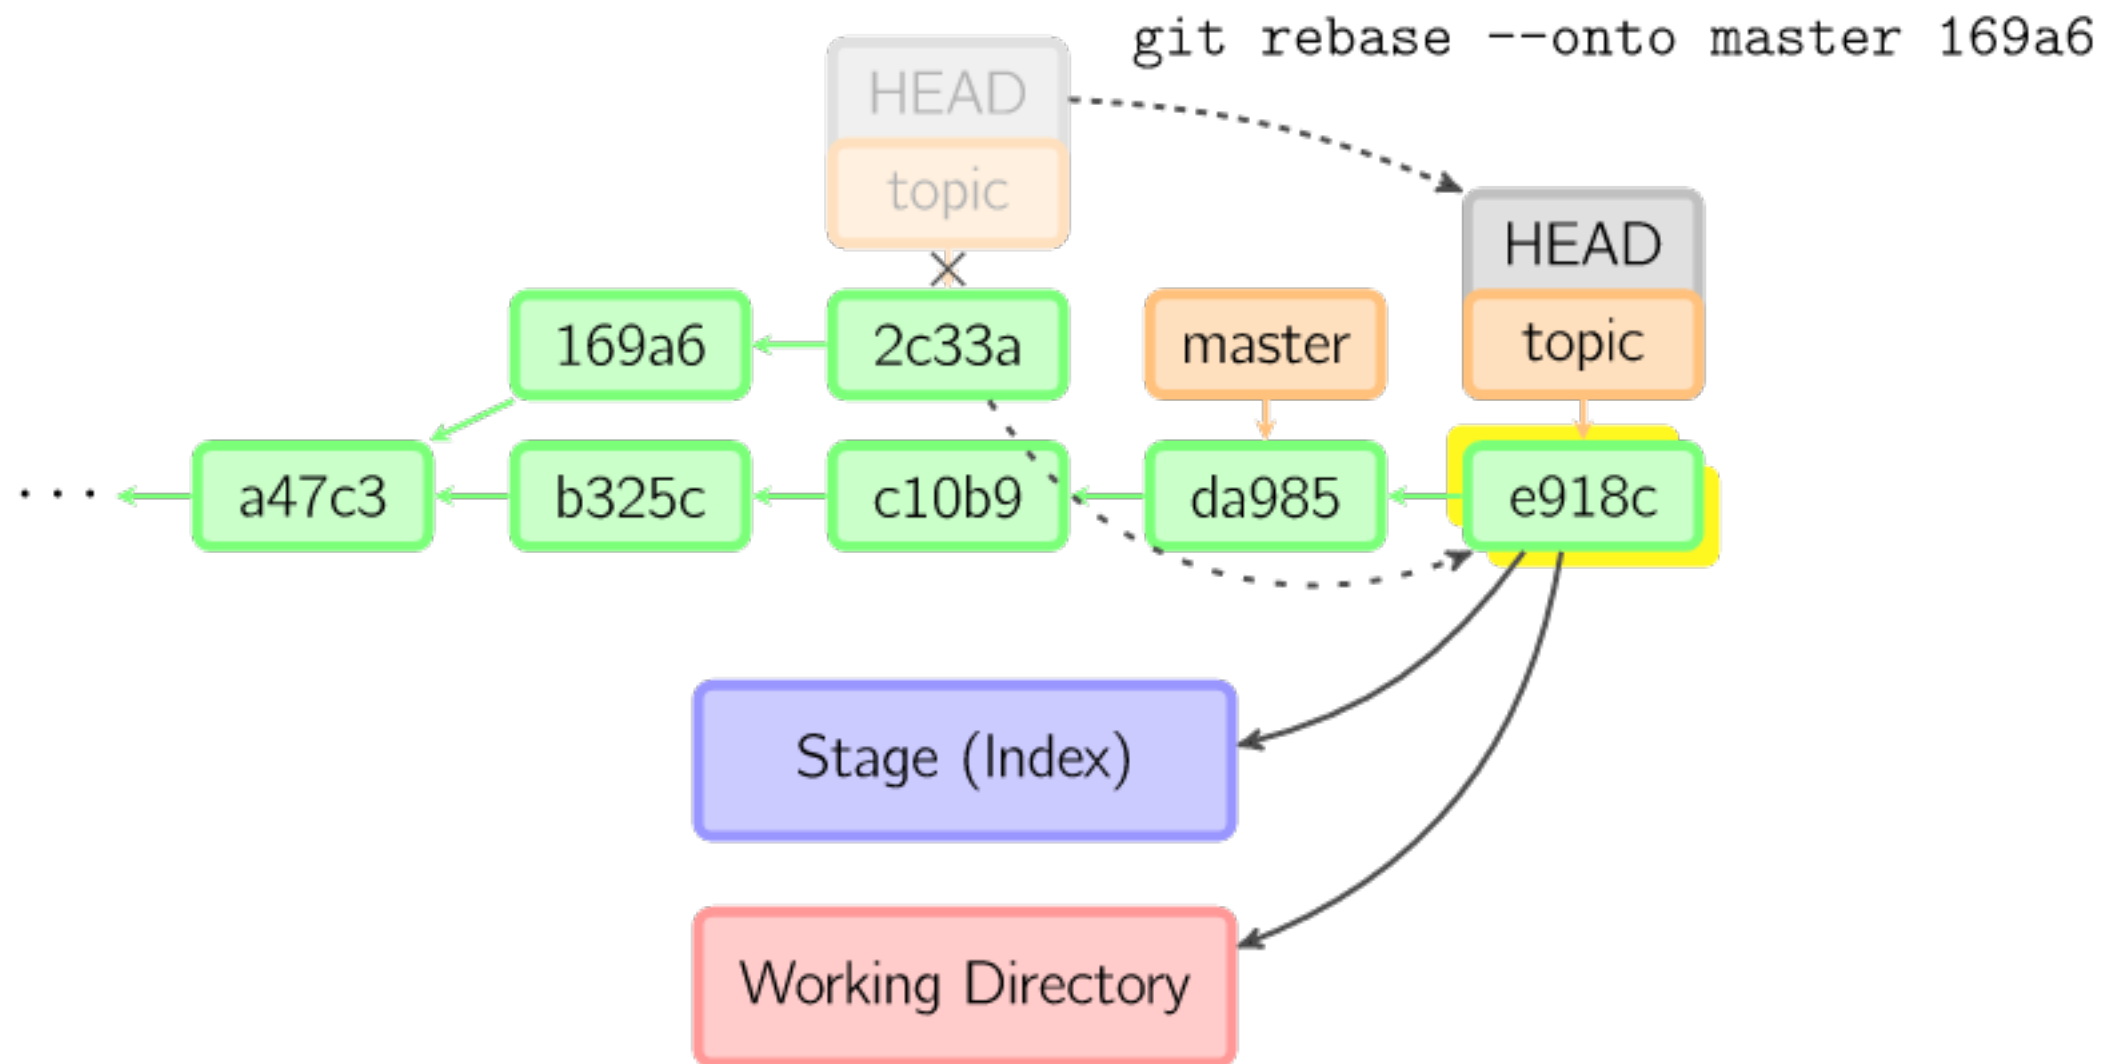 git rebase --onto master 169a6
HEAD
topic
HEAD
169a6
2c33a
master
topic
...
a47c3
b325c
c10b9
da985
e918c
Stage (Index)
Working Directory